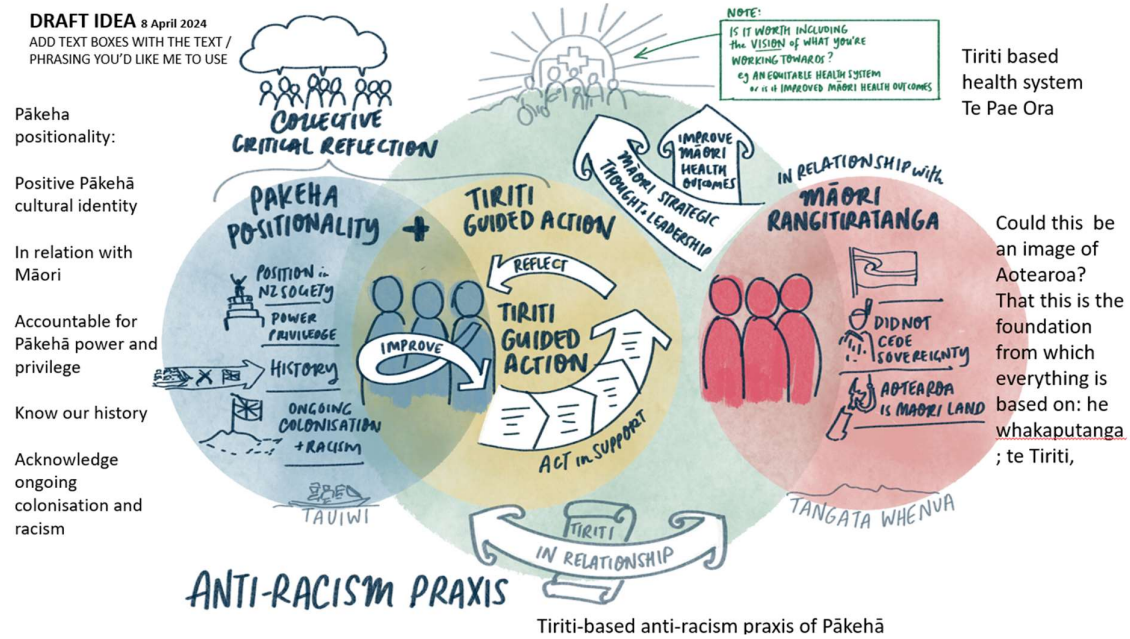 DRAFT IDEA 8 April 2024
ADD TEXT BOXES WITH THE TEXT /
PHRASING YOU'D LIKE ME TO USE
Pākeha
positionality:
Positive Pākehā
cultural identity
In relation with
Māori
Accountable for
Pākehā power and
privilege
Know our history
Acknowledge
ongoing
colonisation and
racism
COLLECTIVE
CRITICAL REFLECTION
PAKEHA
POSITIONALITY
+
TIRITI
GUIDED ACTION
POSITION in
NZ SOCIETY
POWER
PRIVILEDGE
HISTORY
ONGOING
COLONISATION
+ RACISM
TAUIWI
IMPROVE
REFLECT
TIRITI
GUIDED
ACTION
ACT in SUPPORT
NOTE:
IS IT WORTH INCLUDING
the VISION of WHAT YOU'RE
WORKING TOWARDS?
eg AN EQUITABLE HEALTH SYSTEM
or is it IMPROVED MĀORI HEALTH OUTCOMES
MĀORI STRATEGIC
THOUGHT + LEADERSHIP
IMPROVE
MĀORI
HEALTH
OUTCOMES
IN RELATIONSHIP with
MĀORI
RANGITIRATANGA
DID NOT
CEDE
SOVEREIGNTY
AOTEAROA
IS MAORI LAND
TANGATA WHENUA
TIRITI
IN RELATIONSHIP
Tiriti based
health system
Te Pae Ora
Could this be
an image of
Aotearoa?
That this is the
foundation
from which
everything is
based on: he
whakaputanga
; te Tiriti,
ANTI-RACISM PRAXIS
Tiriti-based anti-racism praxis of Pākehā